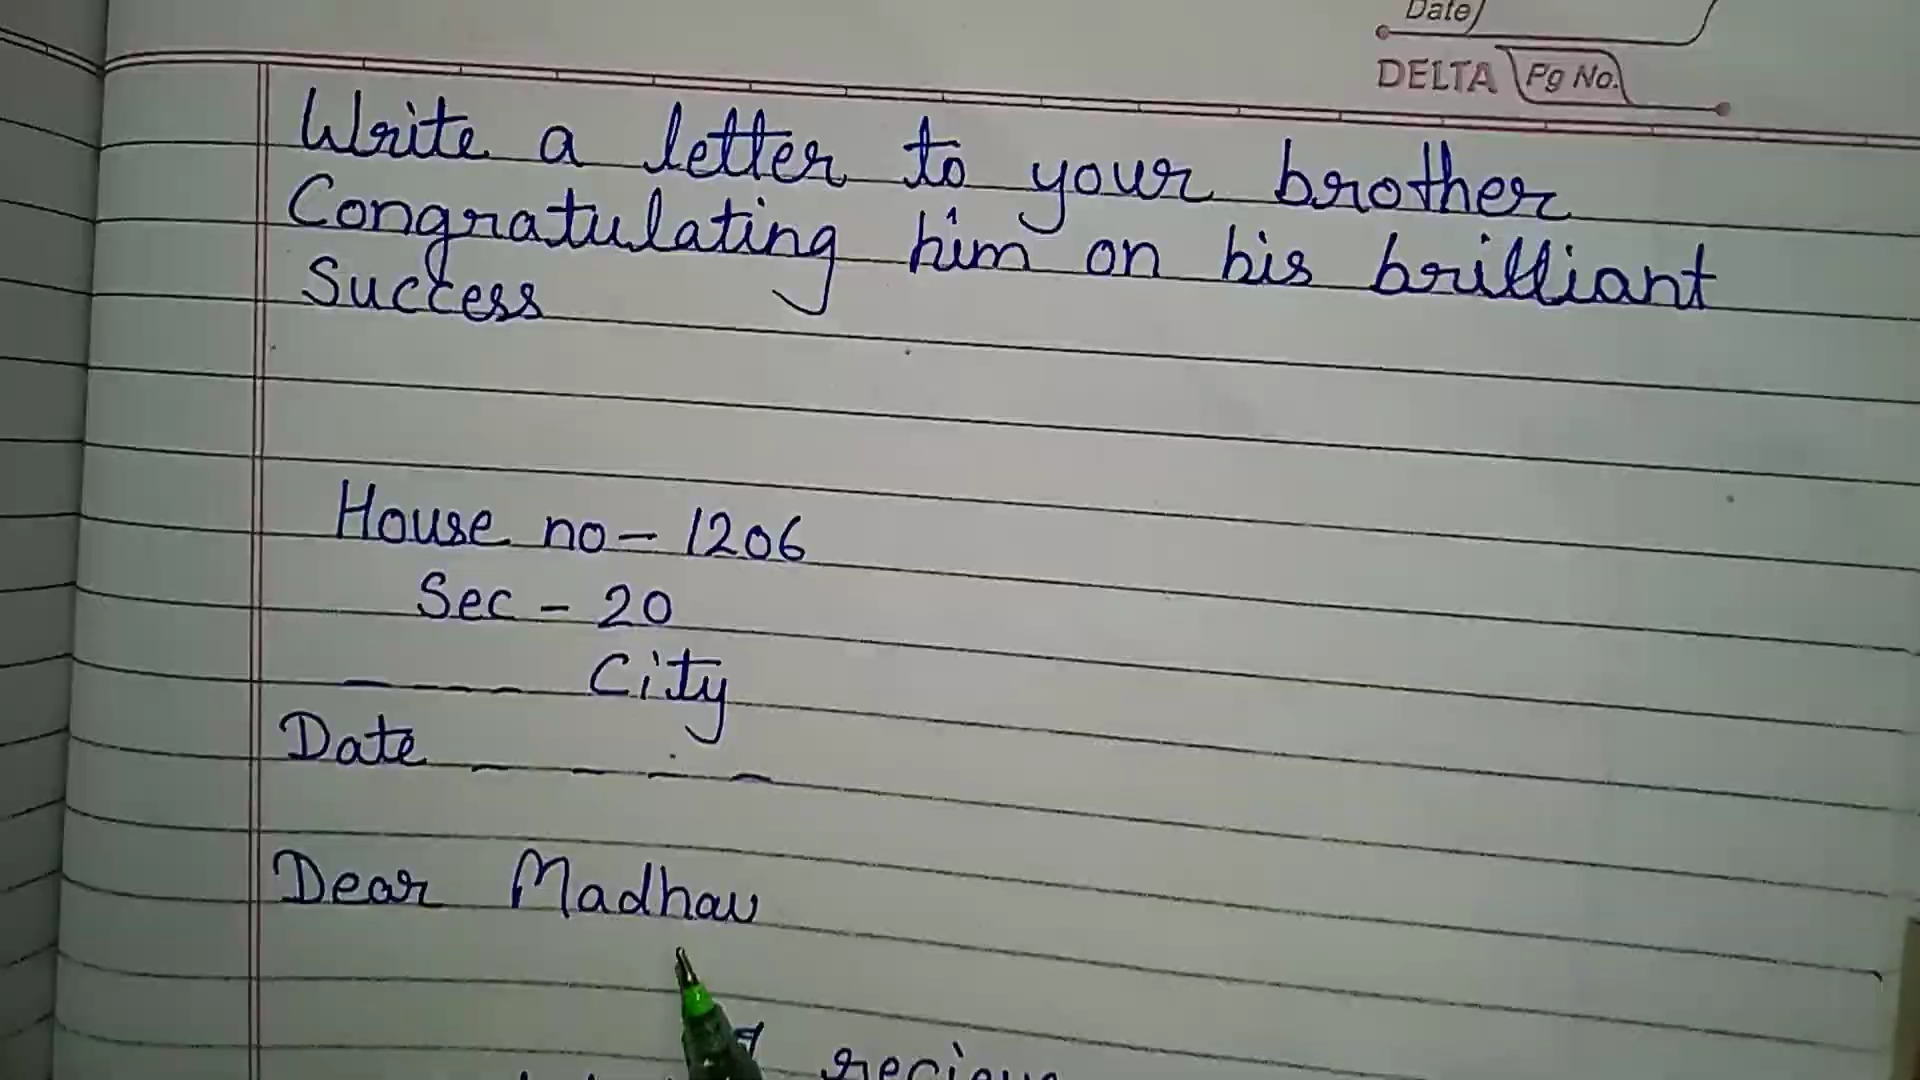 Date
DELTA Pg No.
Write a letter to your brother
Congratulating him on his brilliant
Success
House no - 1206
Sec - 20
---- City
Date ----
Dear Madhav